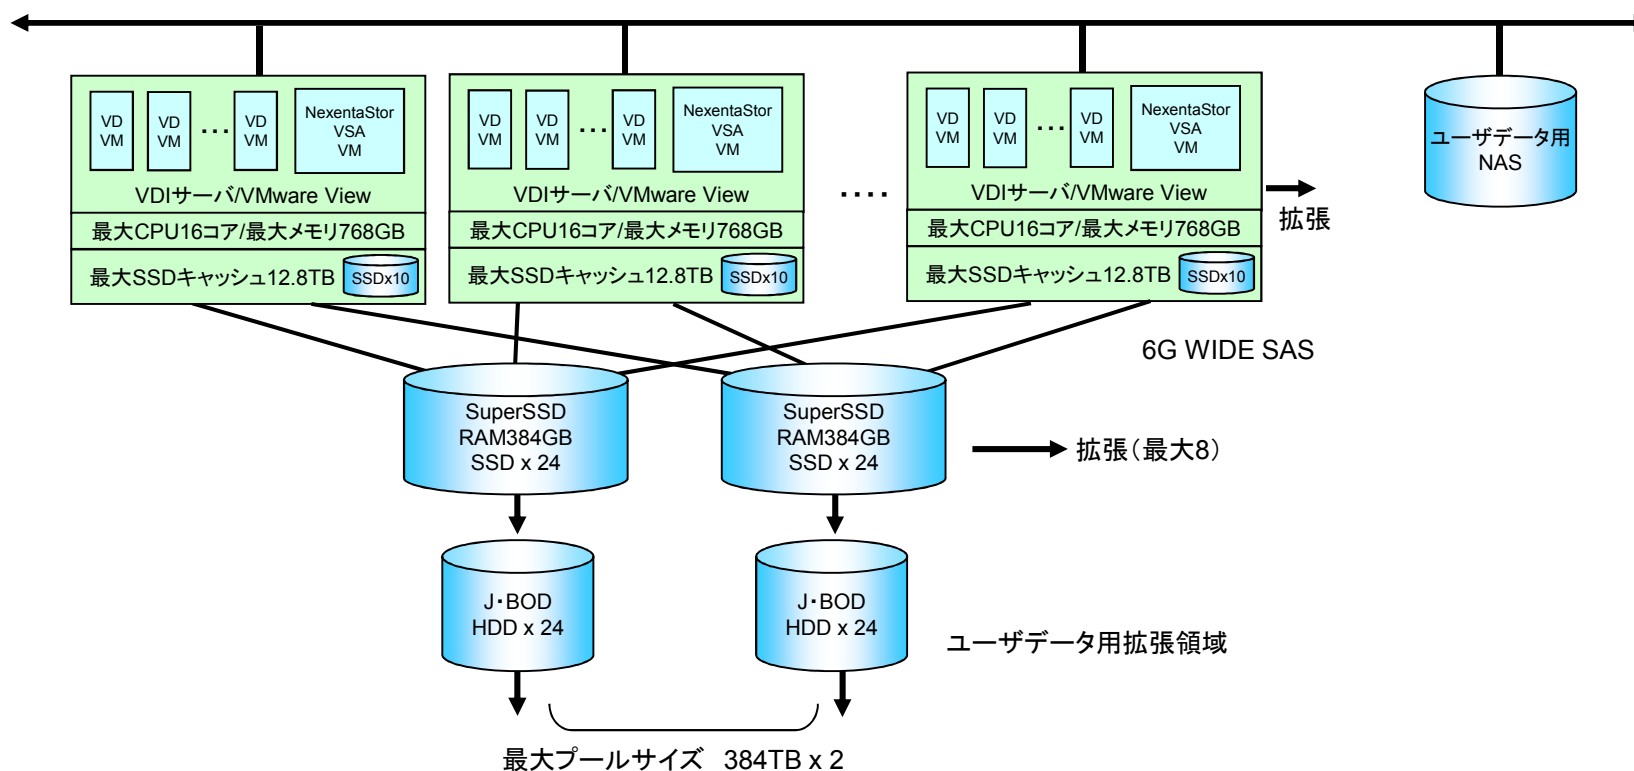 VD
VM
VD
VM
･･･
VD
VM
NexentaStor
VSA
VM
VDIサーバ/VMware View
最大CPU16コア/最大メモリ768GB
最大SSDキャッシュ12.8TB
SSDx10
VD
VM
VD
VM
･･･
VD
VM
NexentaStor
VSA
VM
VDIサーバ/VMware View
最大CPU16コア/最大メモリ768GB
最大SSDキャッシュ12.8TB
SSDx10
････
VD
VM
VD
VM
･･･
VD
VM
NexentaStor
VSA
VM
VDIサーバ/VMware View
最大CPU16コア/最大メモリ768GB
最大SSDキャッシュ12.8TB
SSDx10
拡張
ユーザデータ用
NAS
6G WIDE SAS
SuperSSD
RAM384GB
SSD x 24
SuperSSD
RAM384GB
SSD x 24
拡張（最大8）
J・BOD
HDD x 24
J・BOD
HDD x 24
ユーザデータ用拡張領域
最大プールサイズ 384TB x 2